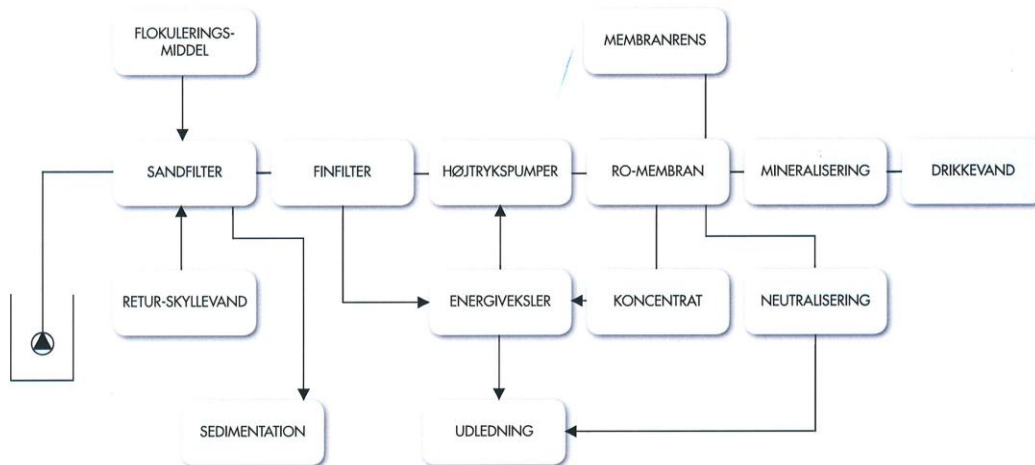 FLOKULERINGS-
MIDDEL
MEMBRANRENS
SANDFILTER
FINFILTER
HØJTRYKSPUMPER
RO-MEMBRAN
MINERALISERING
DRIKKEVAND
RETUR-SKYLLEVAND
ENERGIVEKSLER
KONCENTRAT
NEUTRALISERING
SEDIMENTATION
UDLEDNING